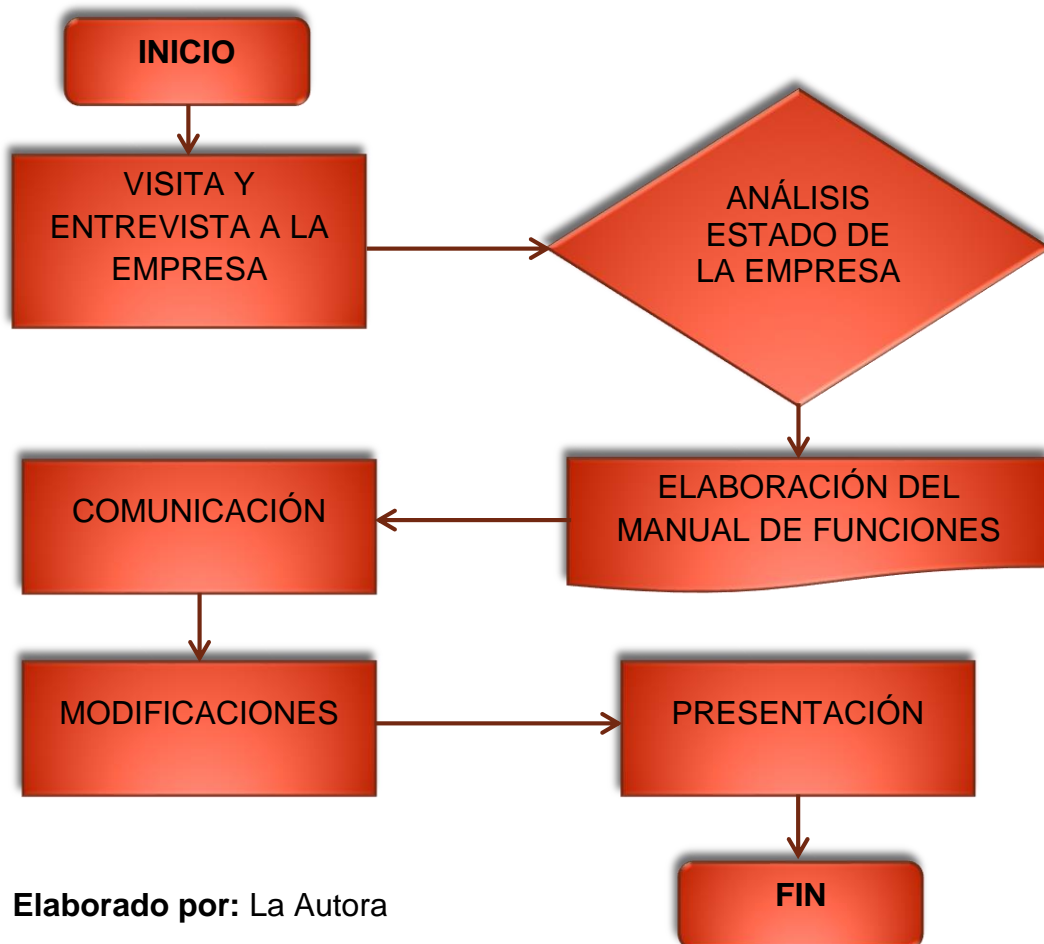 INICIO
VISITA Y
ENTREVISTA A LA
EMPRESA
ANÁLISIS
ESTADO DE
LA EMPRESA
ELABORACIÓN DEL
MANUAL DE FUNCIONES
COMUNICACIÓN
MODIFICACIONES
PRESENTACIÓN
FIN
Elaborado por: La Autora